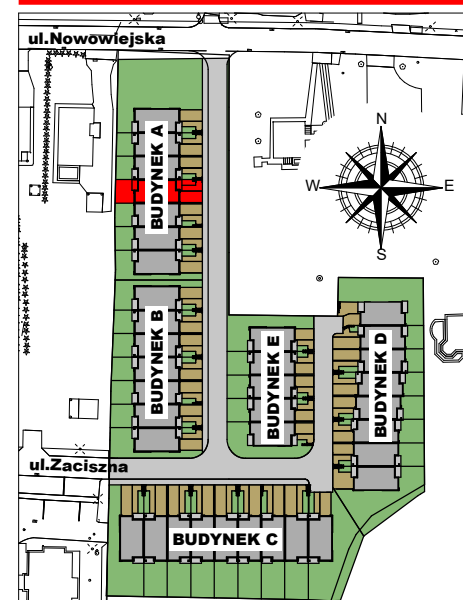 ul.Nowowiejska
BUDYNEK A
N
W
E
S
BUDYNEK B
BUDYNEK E
BUDYNEK D
ul.Zaciszna
BUDYNEK C